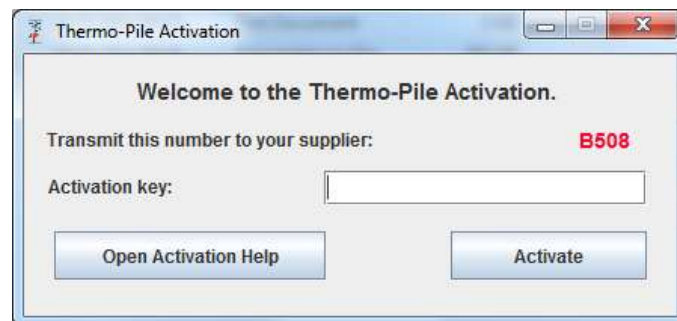 Thermo-Pile Activation
Welcome to the Thermo-Pile Activation.
Transmit this number to your supplier: B508
Activation key:
Open Activation Help Activate